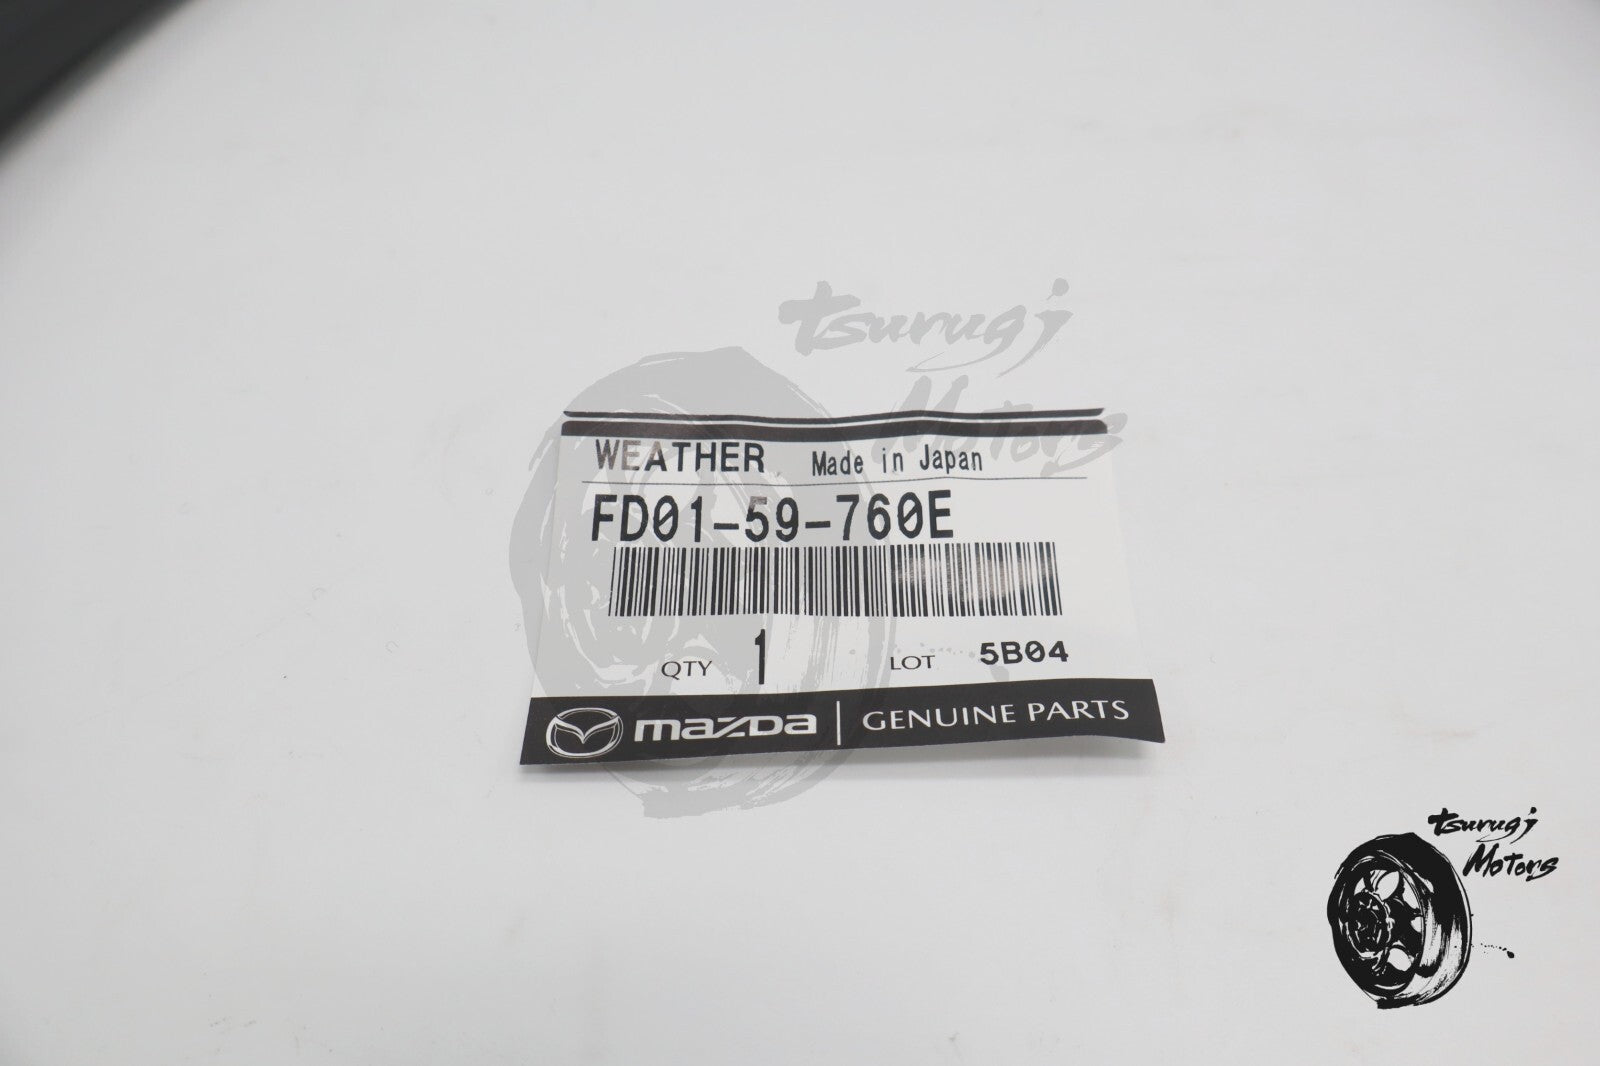 tsurugi
Motors
WEATHER Made in Japan
FD01-59-760E
QTY 1 LOT 5B04
mazDa | GENUINE PARTS
tsurugi
Motors